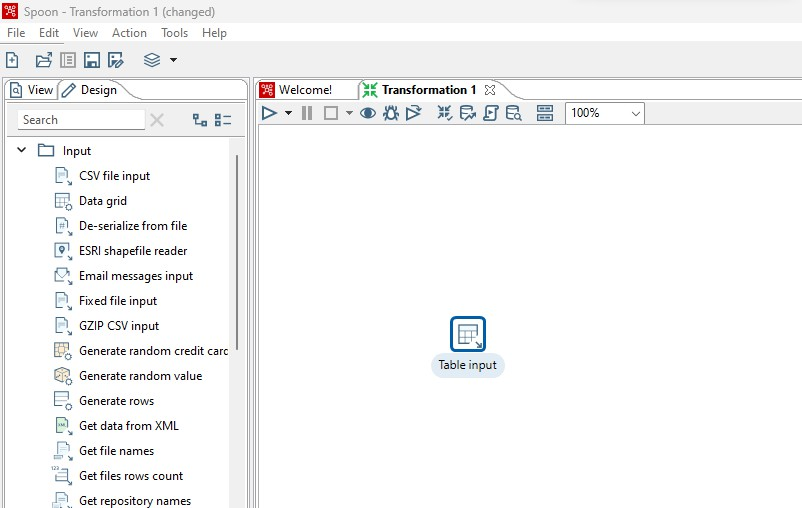 Spoon - Transformation 1 (changed)
File Edit View Action Tools Help
View Design
Welcome! Transformation 1
Search
100%
Input
CSV file input
Data grid
De-serialize from file
ESRI shapefile reader
Email messages input
Fixed file input
GZIP CSV input
Generate random credit card
Generate random value
Generate rows
Get data from XML
Get file names
123
Get files rows count
Get repository names
Table input